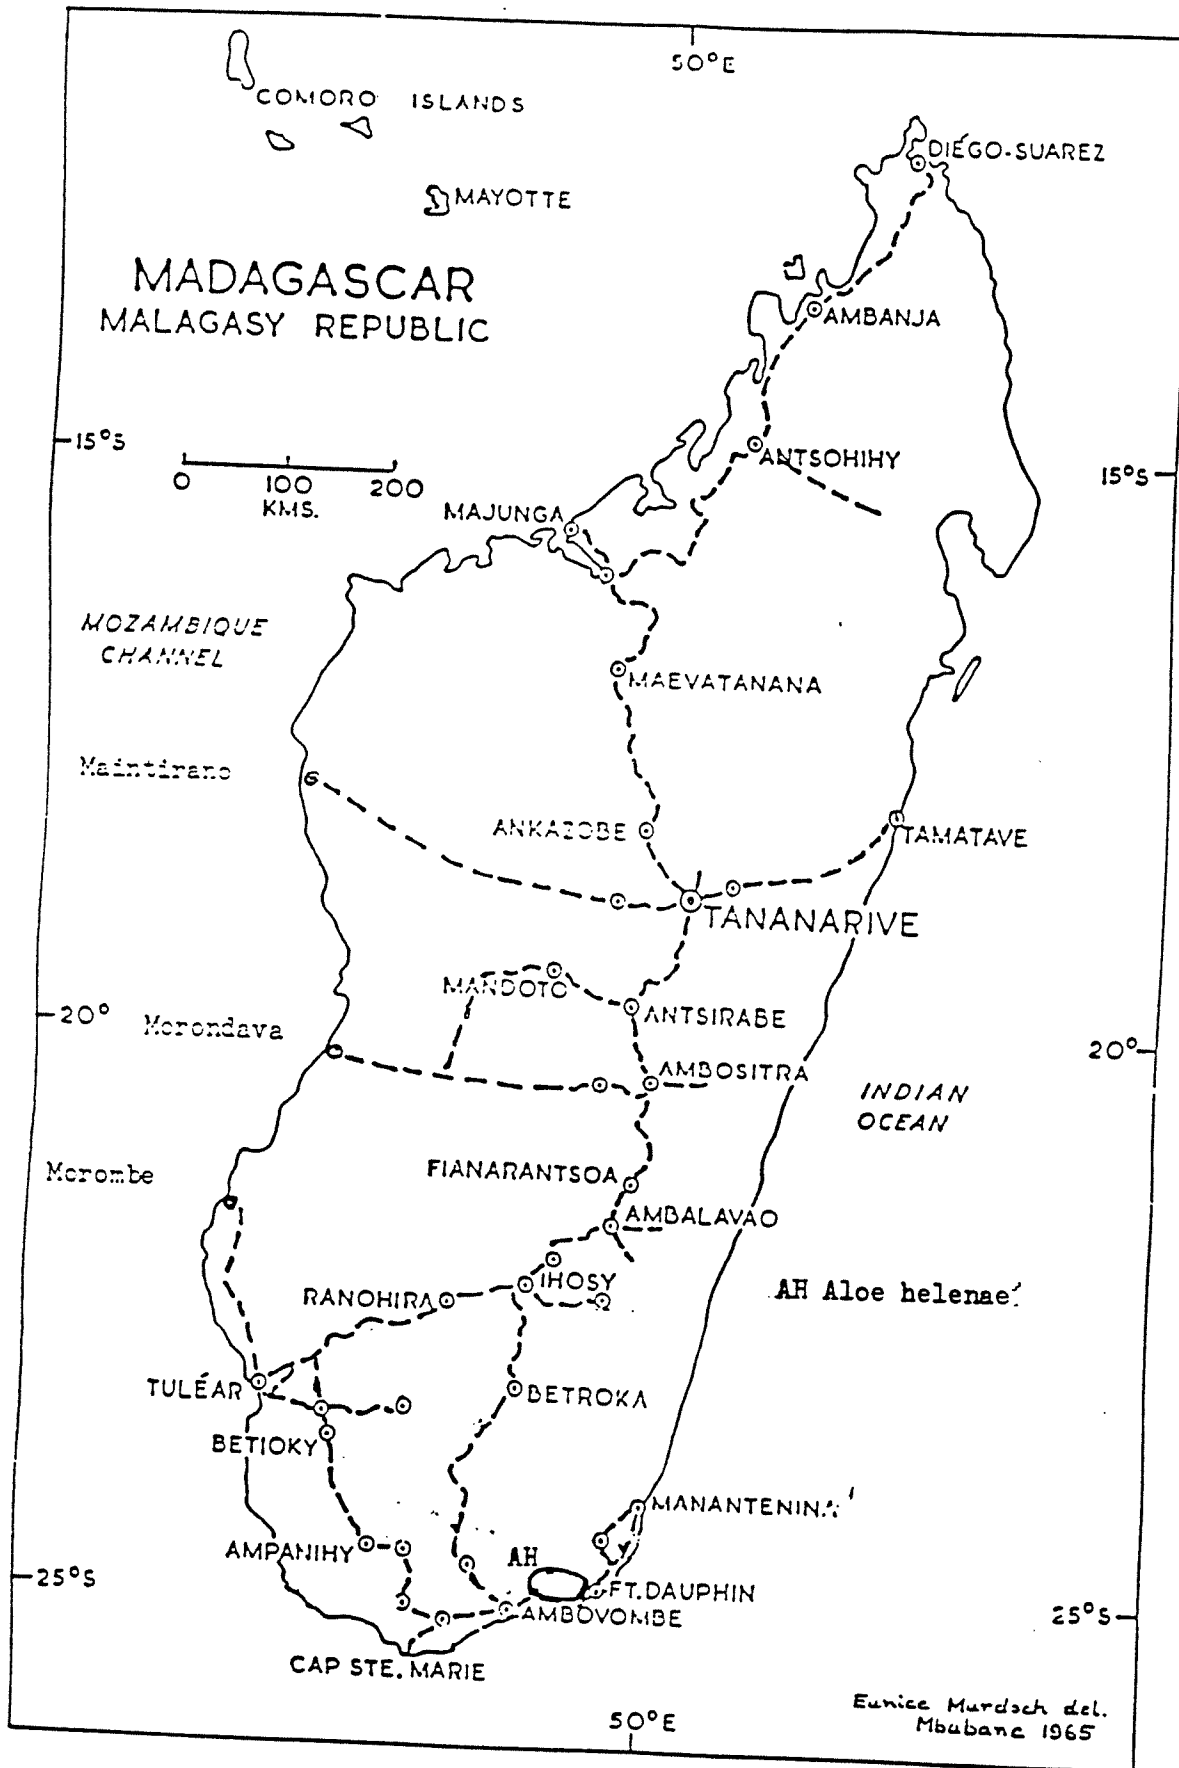 50°E
COMORO ISLANDS
DIÉGO-SUAREZ
MAYOTTE
MADAGASCAR
MALAGASY REPUBLIC
AMBANJA
15°S
0 100 200
KMS.
ANTSOHIHY
15°S
MAJUNGA
MOZAMBIQUE
CHANNEL
MAEVATANANA
Maintirano
ANKAZOBE
TAMATAVE
TANANARIVE
MANDOTO
20°
Morondava
ANTSIRABE
20°
AMBOSITRA
INDIAN
OCEAN
Morombe
FIANARANTSOA
AMBALAVAO
IHOSY
RANOHIRA
AH Aloe helenae
TULÉAR
BETROKA
BETIOKY
MANANTENINA
AMPANIHY
AH
25°S
FT. DAUPHIN
AMBOVOMBE
25°S
CAP STE. MARIE
50°E
Eunice Murdoch del.
Mbabane 1965